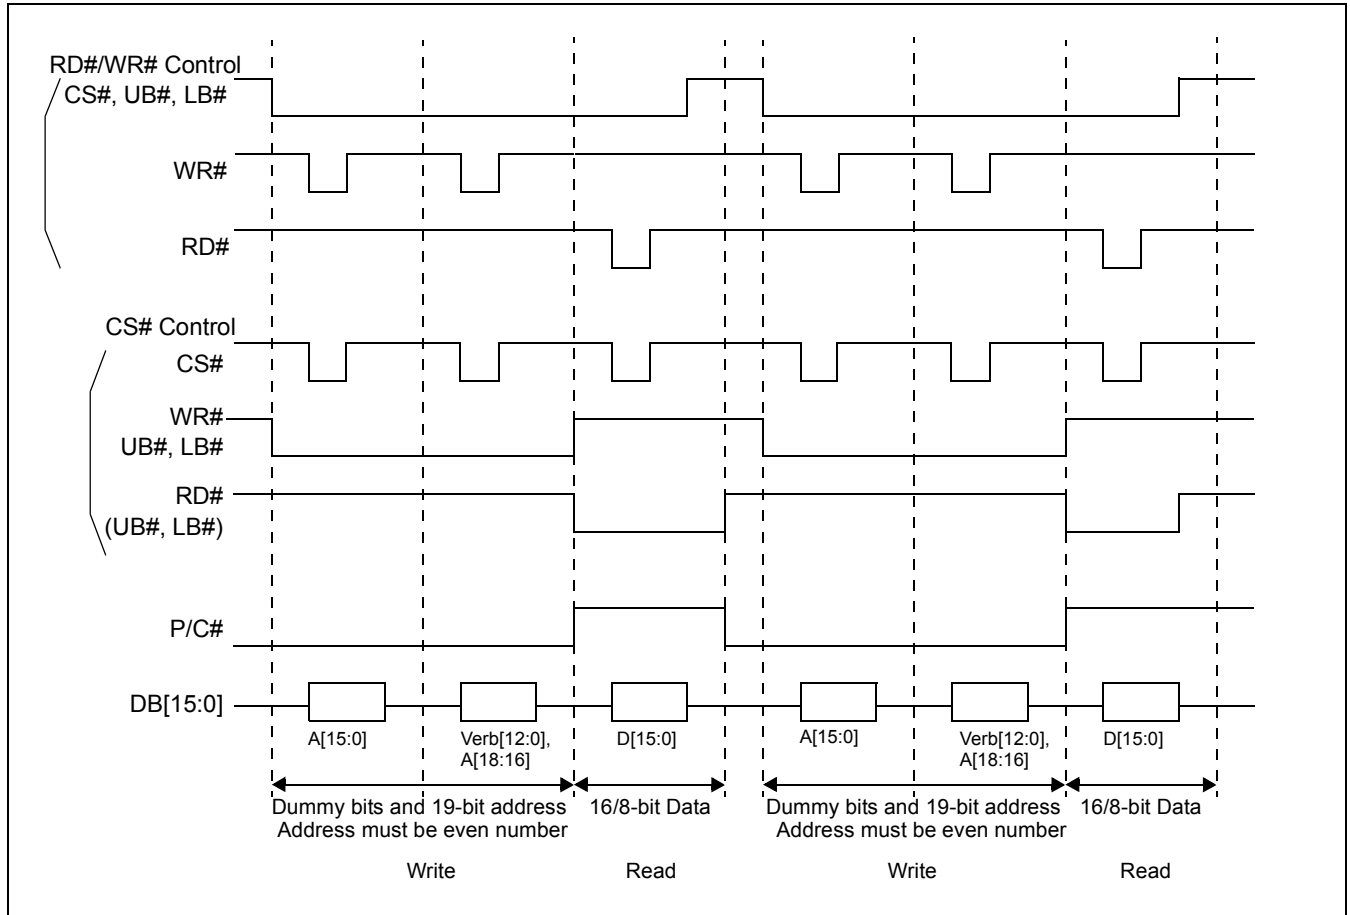 RD#/WR# Control
CS#, UB#, LB#
WR#
RD#
CS# Control
CS#
WR#
UB#, LB#
RD#
(UB#, LB#)
P/C#
DB[15:0]
A[15:0]
Verb[12:0],
A[18:16]
D[15:0]
A[15:0]
Verb[12:0],
A[18:16]
D[15:0]
Dummy bits and 19-bit address
Address must be even number
16/8-bit Data
Dummy bits and 19-bit address
Address must be even number
16/8-bit Data
Write
Read
Write
Read